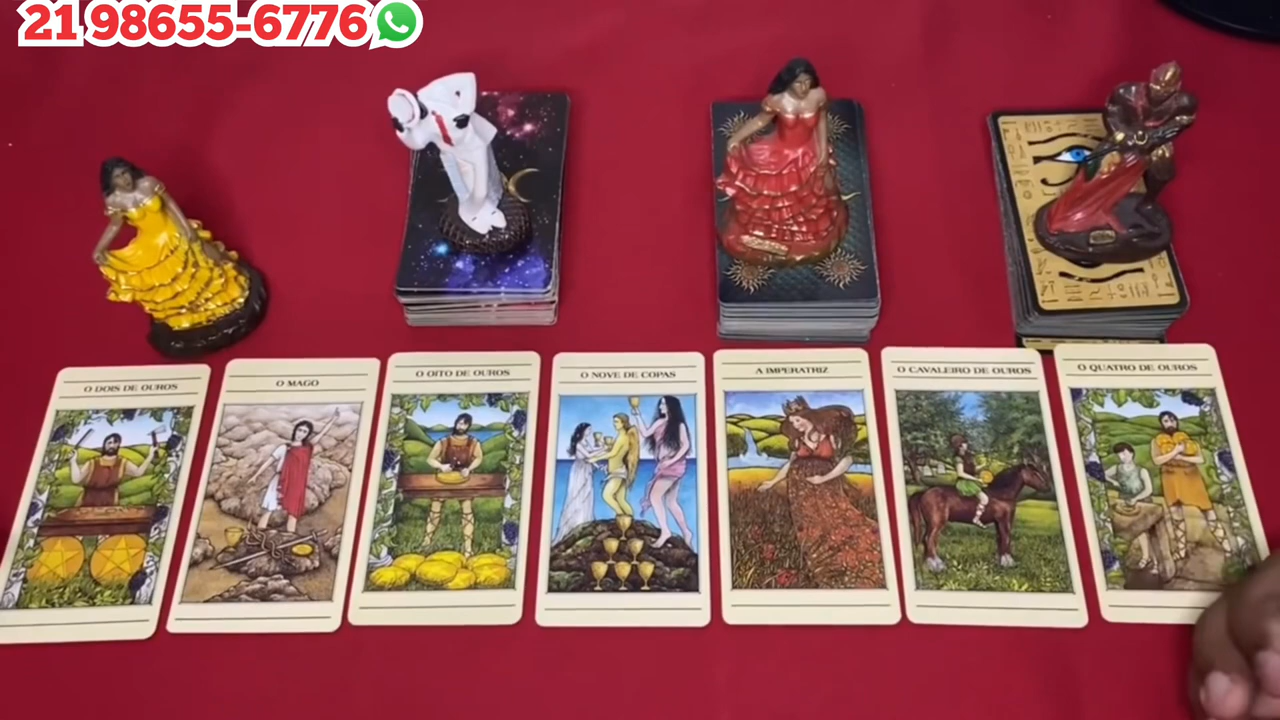 21 98655-6776
O DOIS DE OUROS
O MAGO
O OITO DE OUROS
O NOVE DE COPAS
A IMPERATRIZ
O CAVALEIRO DE OUROS
O QUATRO DE OUROS